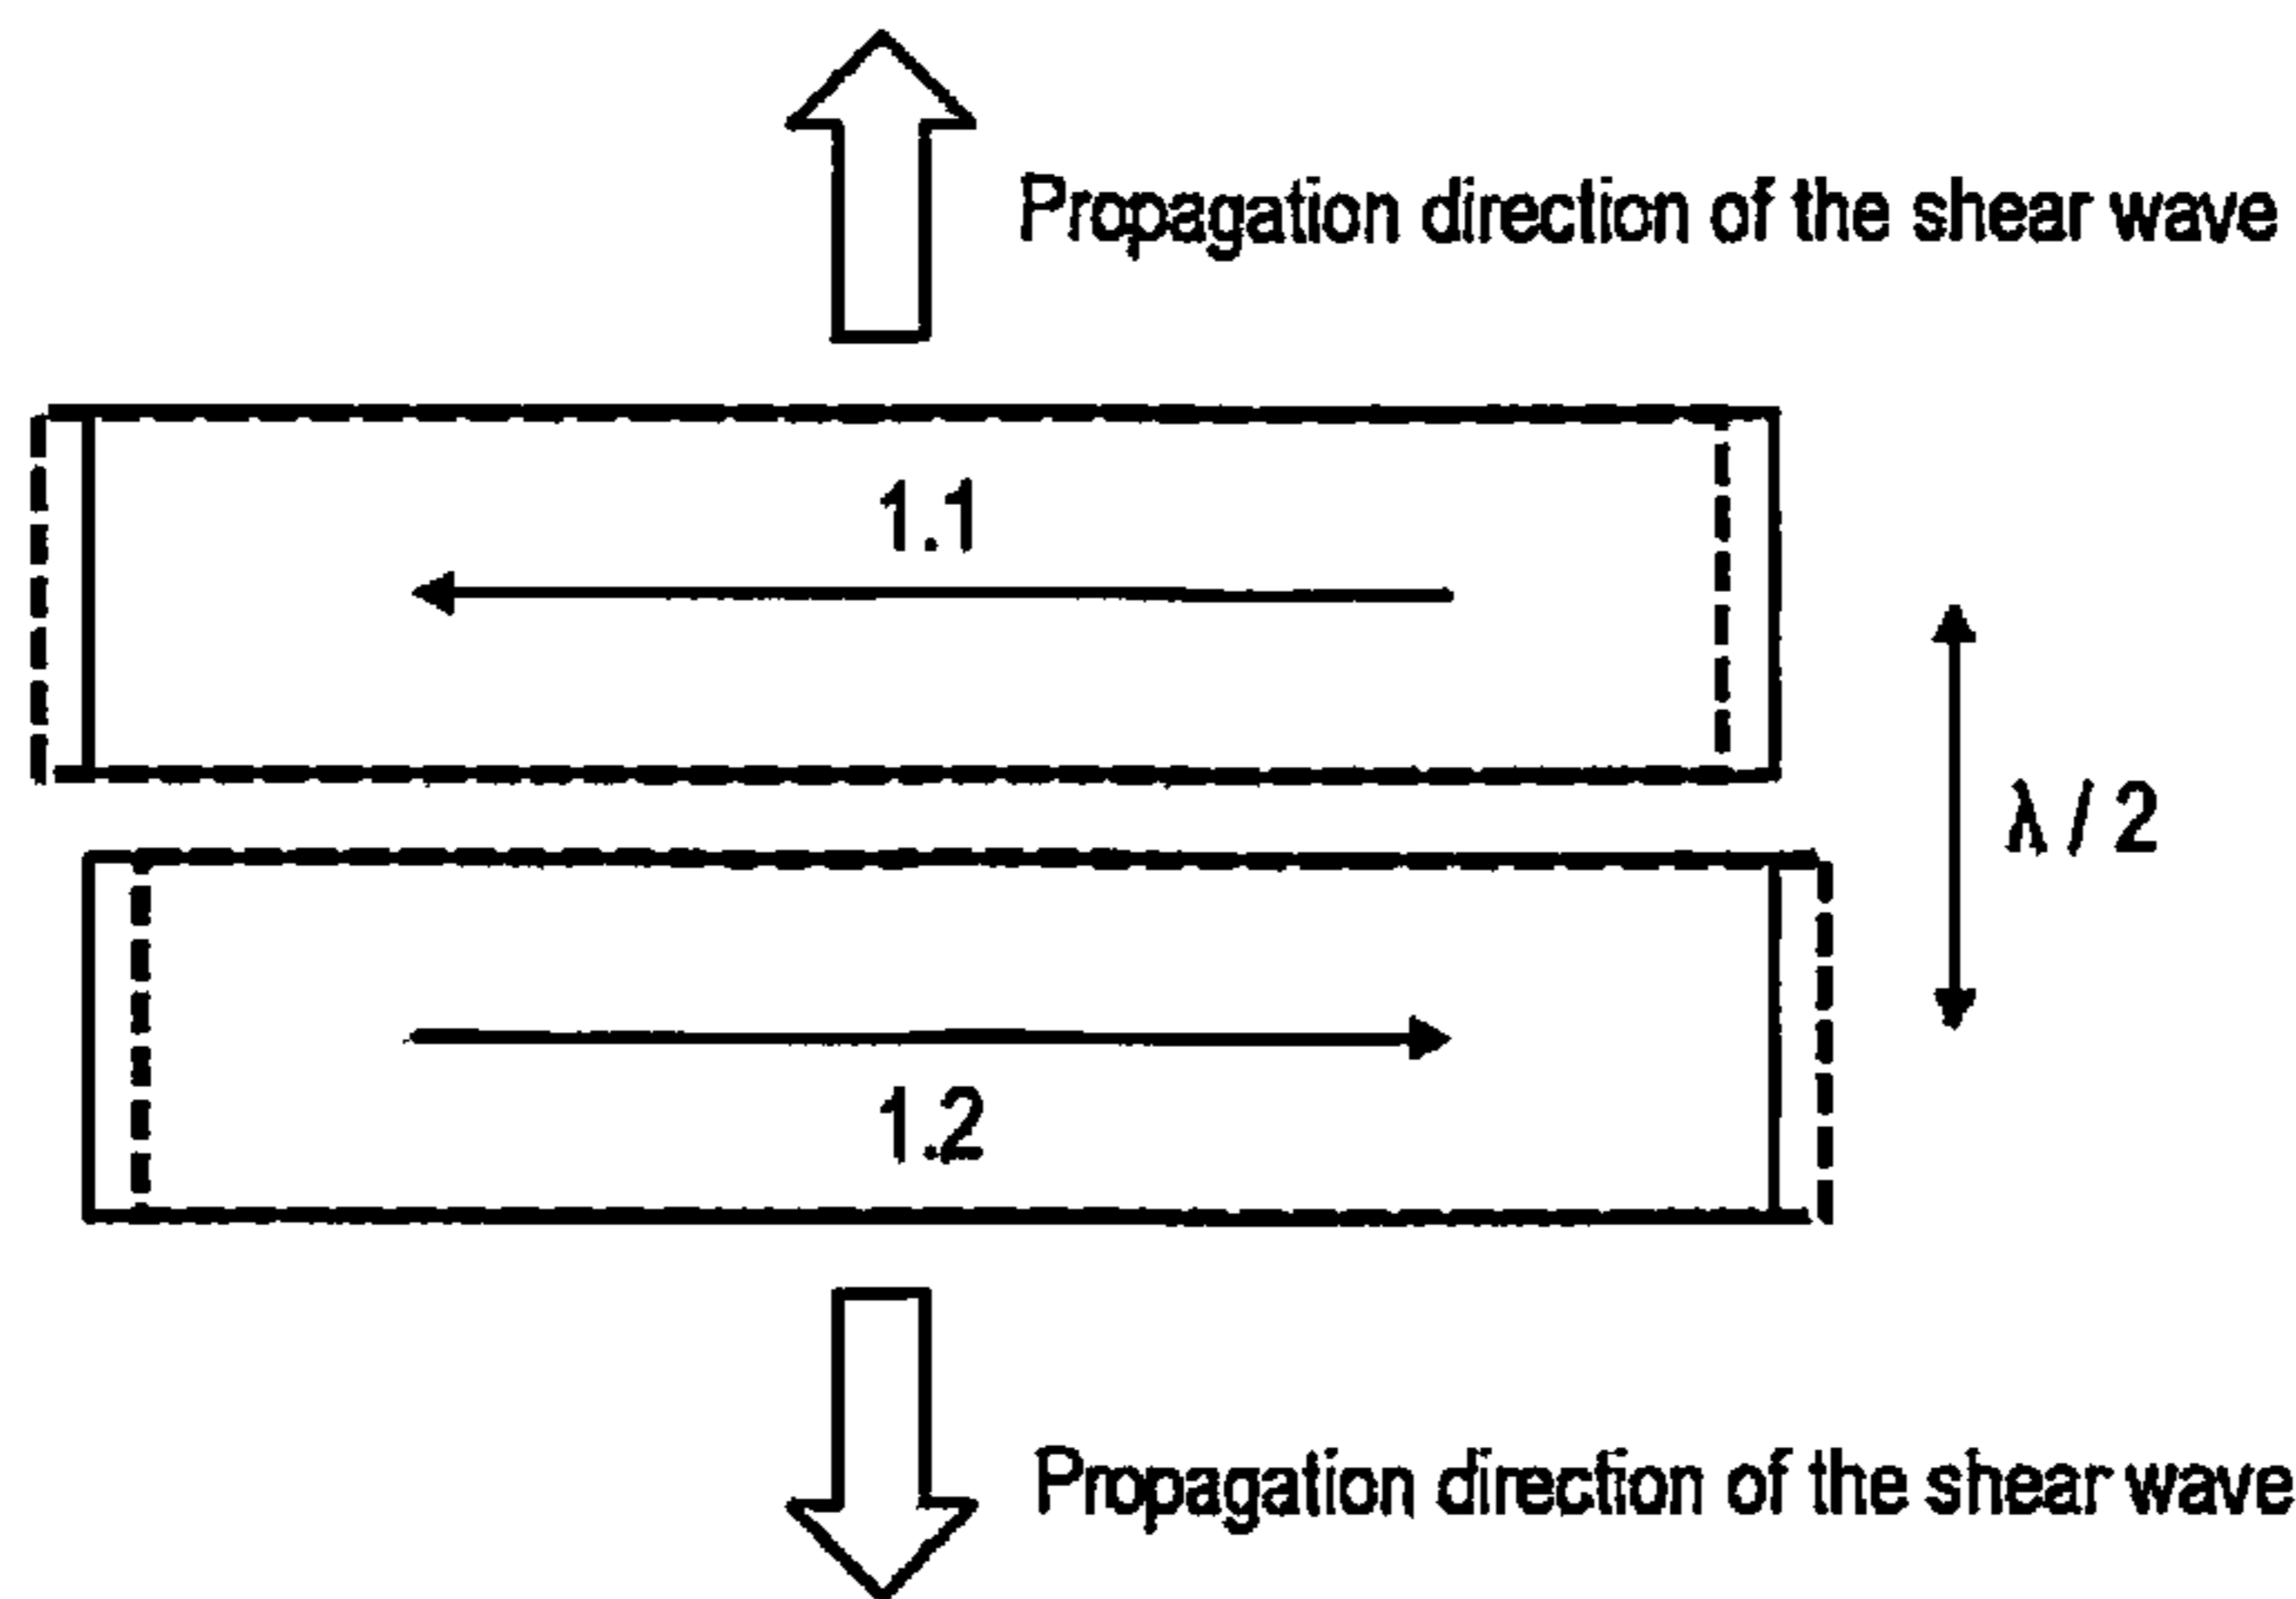 Propagation direction of the shear wave
1.1
λ / 2
1.2
Propagation direction of the shear wave